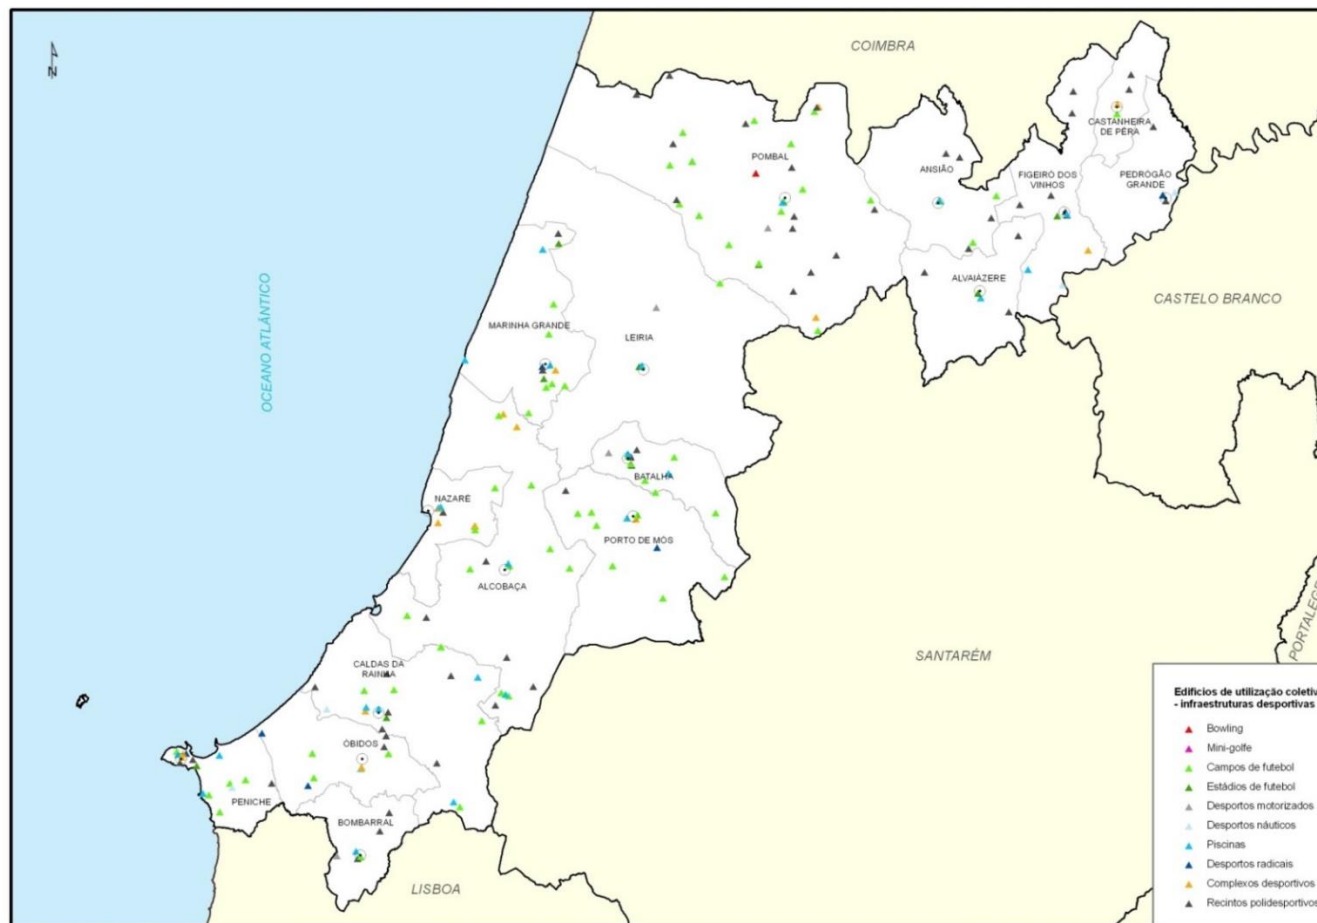 COIMBRA
N
CASTANHEIRA
DE PÊRA
POMBAL
ANSIÃO
FIGEIRÓ DOS
VINHOS
PEDRÓGÃO
GRANDE
ALVAIÁZERE
CASTELO BRANCO
OCEANO ATLÂNTICO
MARINHA GRANDE
LEIRIA
BATALHA
NAZARÉ
PORTO DE MÓS
ALCOBAÇA
PORTALEGRE
SANTARÉM
CALDAS DA
RAINHA
ÓBIDOS
PENICHE
BOMBARRAL
LISBOA
Edifícios de utilização coletiv
- infraestruturas desportivas
Bowling
Mini-golfe
Campos de futebol
Estádios de futebol
Desportos motorizados
Desportos náuticos
Piscinas
Desportos radicais
Complexos desportivos
Recintos polidesportivos